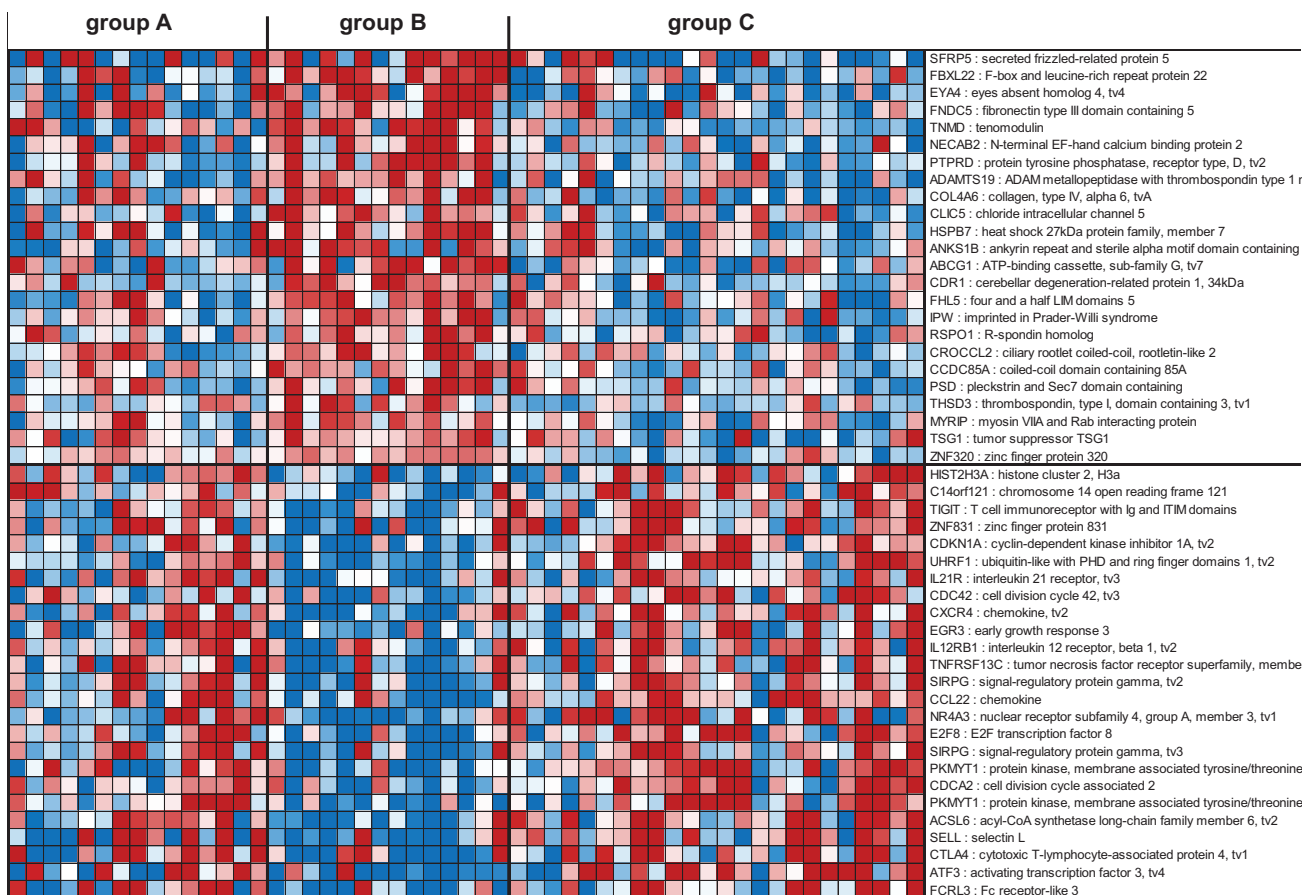 group A
group B
group C
SFRP5 : secreted frizzled-related protein 5
FBXL22 : F-box and leucine-rich repeat protein 22
EYA4 : eyes absent homolog 4, tv4
FNDC5 : fibronectin type III domain containing 5
TNMD : tenomodulin
NECAB2 : N-terminal EF-hand calcium binding protein 2
PTPRD : protein tyrosine phosphatase, receptor type, D, tv2
ADAMTS19 : ADAM metallopeptidase with thrombospondin type 1
COL4A6 : collagen, type IV, alpha 6, tvA
CLIC5 : chloride intracellular channel 5
HSPB7 : heat shock 27kDa protein family, member 7
ANKS1B : ankyrin repeat and sterile alpha motif domain containing
ABCG1 : ATP-binding cassette, sub-family G, tv7
CDR1 : cerebellar degeneration-related protein 1, 34kDa
FHL5 : four and a half LIM domains 5
IPW : imprinted in Prader-Willi syndrome
RSPO1 : R-spondin homolog
CROCCL2 : ciliary rootlet coiled-coil, rootletin-like 2
CCDC85A : coiled-coil domain containing 85A
PSD : pleckstrin and Sec7 domain containing
THSD3 : thrombospondin, type I, domain containing 3, tv1
MYRIP : myosin VIIA and Rab interacting protein
TSG1 : tumor suppressor TSG1
ZNF320 : zinc finger protein 320
HIST2H3A : histone cluster 2, H3a
C14orf121 : chromosome 14 open reading frame 121
TIGIT : T cell immunoreceptor with Ig and ITIM domains
ZNF831 : zinc finger protein 831
CDKN1A : cyclin-dependent kinase inhibitor 1A, tv2
UHRF1 : ubiquitin-like with PHD and ring finger domains 1, tv2
IL21R : interleukin 21 receptor, tv3
CDC42 : cell division cycle 42, tv3
CXCR4 : chemokine, tv2
EGR3 : early growth response 3
IL12RB1 : interleukin 12 receptor, beta 1, tv2
TNFRSF13C : tumor necrosis factor receptor superfamily, membe
SIRPG : signal-regulatory protein gamma, tv2
CCL22 : chemokine
NR4A3 : nuclear receptor subfamily 4, group A, member 3, tv1
E2F8 : E2F transcription factor 8
SIRPG : signal-regulatory protein gamma, tv3
PKMYT1 : protein kinase, membrane associated tyrosine/threonine
CDCA2 : cell division cycle associated 2
PKMYT1 : protein kinase, membrane associated tyrosine/threonine
ACSL6 : acyl-CoA synthetase long-chain family member 6, tv2
SELL : selectin L
CTLA4 : cytotoxic T-lymphocyte-associated protein 4, tv1
ATF3 : activating transcription factor 3, tv4
FCRL3 : Fc receptor-like 3